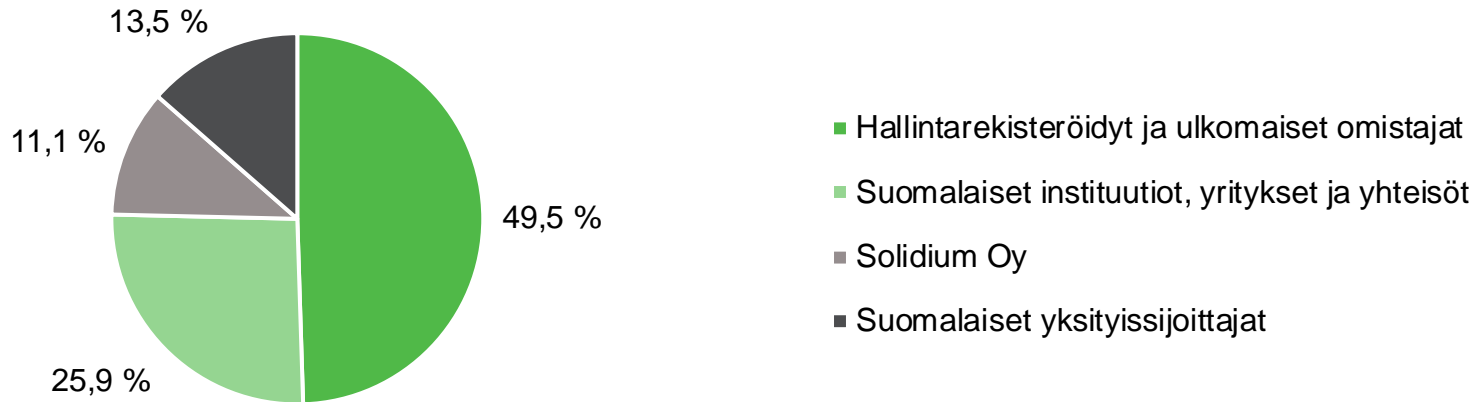 13,5 %
11,1 %
49,5 %
25,9 %
Hallintarekisteröidyt ja ulkomaiset omistajat
Suomalaiset instituutiot, yritykset ja yhteisöt
Solidium Oy
Suomalaiset yksityissijoittajat